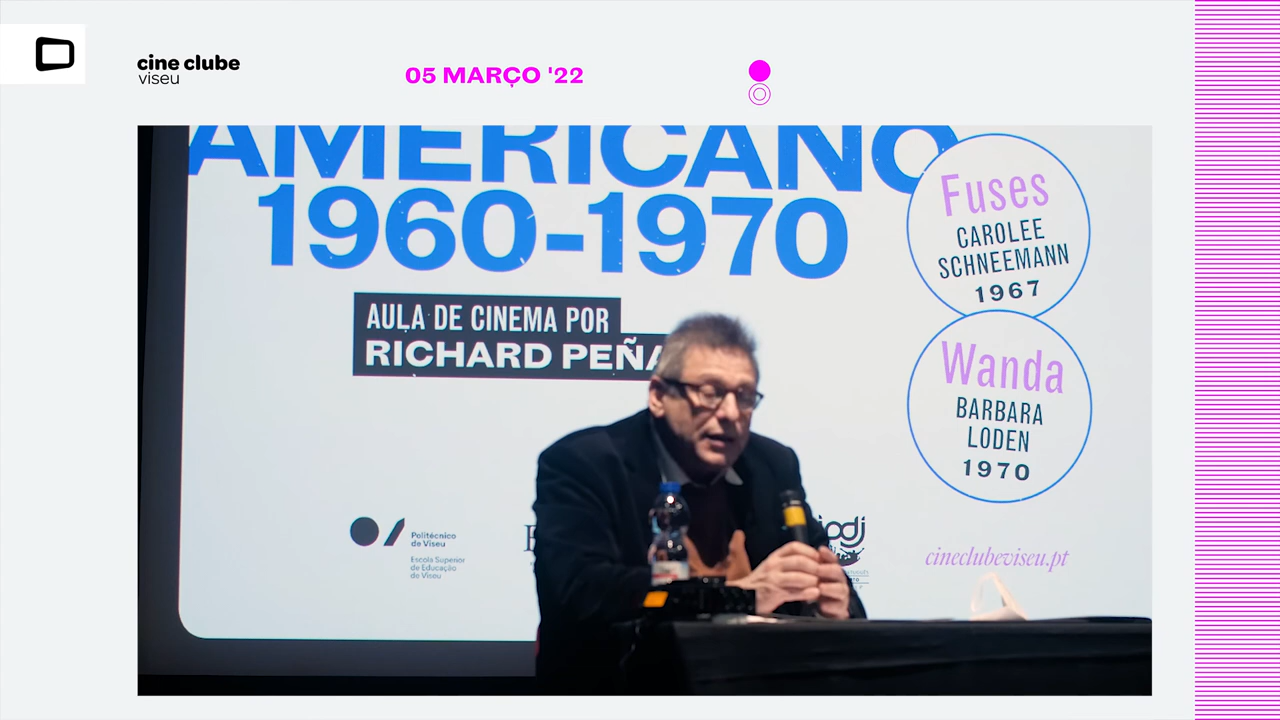 cine clube
viseu
05 MARÇO '22
AMERICANO
1960-1970
AULA DE CINEMA POR
RICHARD PEÑA
Fuses
CAROLEE
SCHNEEMANN
1967
Wanda
BARBARA
LODEN
1970
Politécnico
de Viseu
Escola Superior
de Educação
de Viseu
ipdj
cineclubeviseu.pt